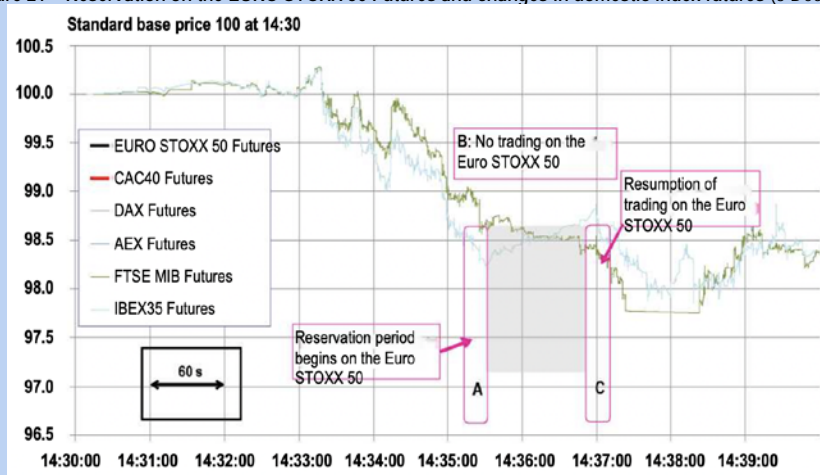 Standard base price 100 at 14:30
100.5
100.0
99.5
99.0
98.5
98.0
97.5
97.0
96.5
EURO STOXX 50 Futures
CAC40 Futures
DAX Futures
AEX Futures
FTSE MIB Futures
IBEX35 Futures
60 s
B: No trading on the
Euro STOXX 50
Resumption of
trading on the Euro
STOXX 50
Reservation period
begins on the Euro
STOXX 50
A
C
14:30:00 14:31:00 14:32:00 14:33:00 14:34:00 14:35:00 14:36:00 14:37:00 14:38:00 14:39:00